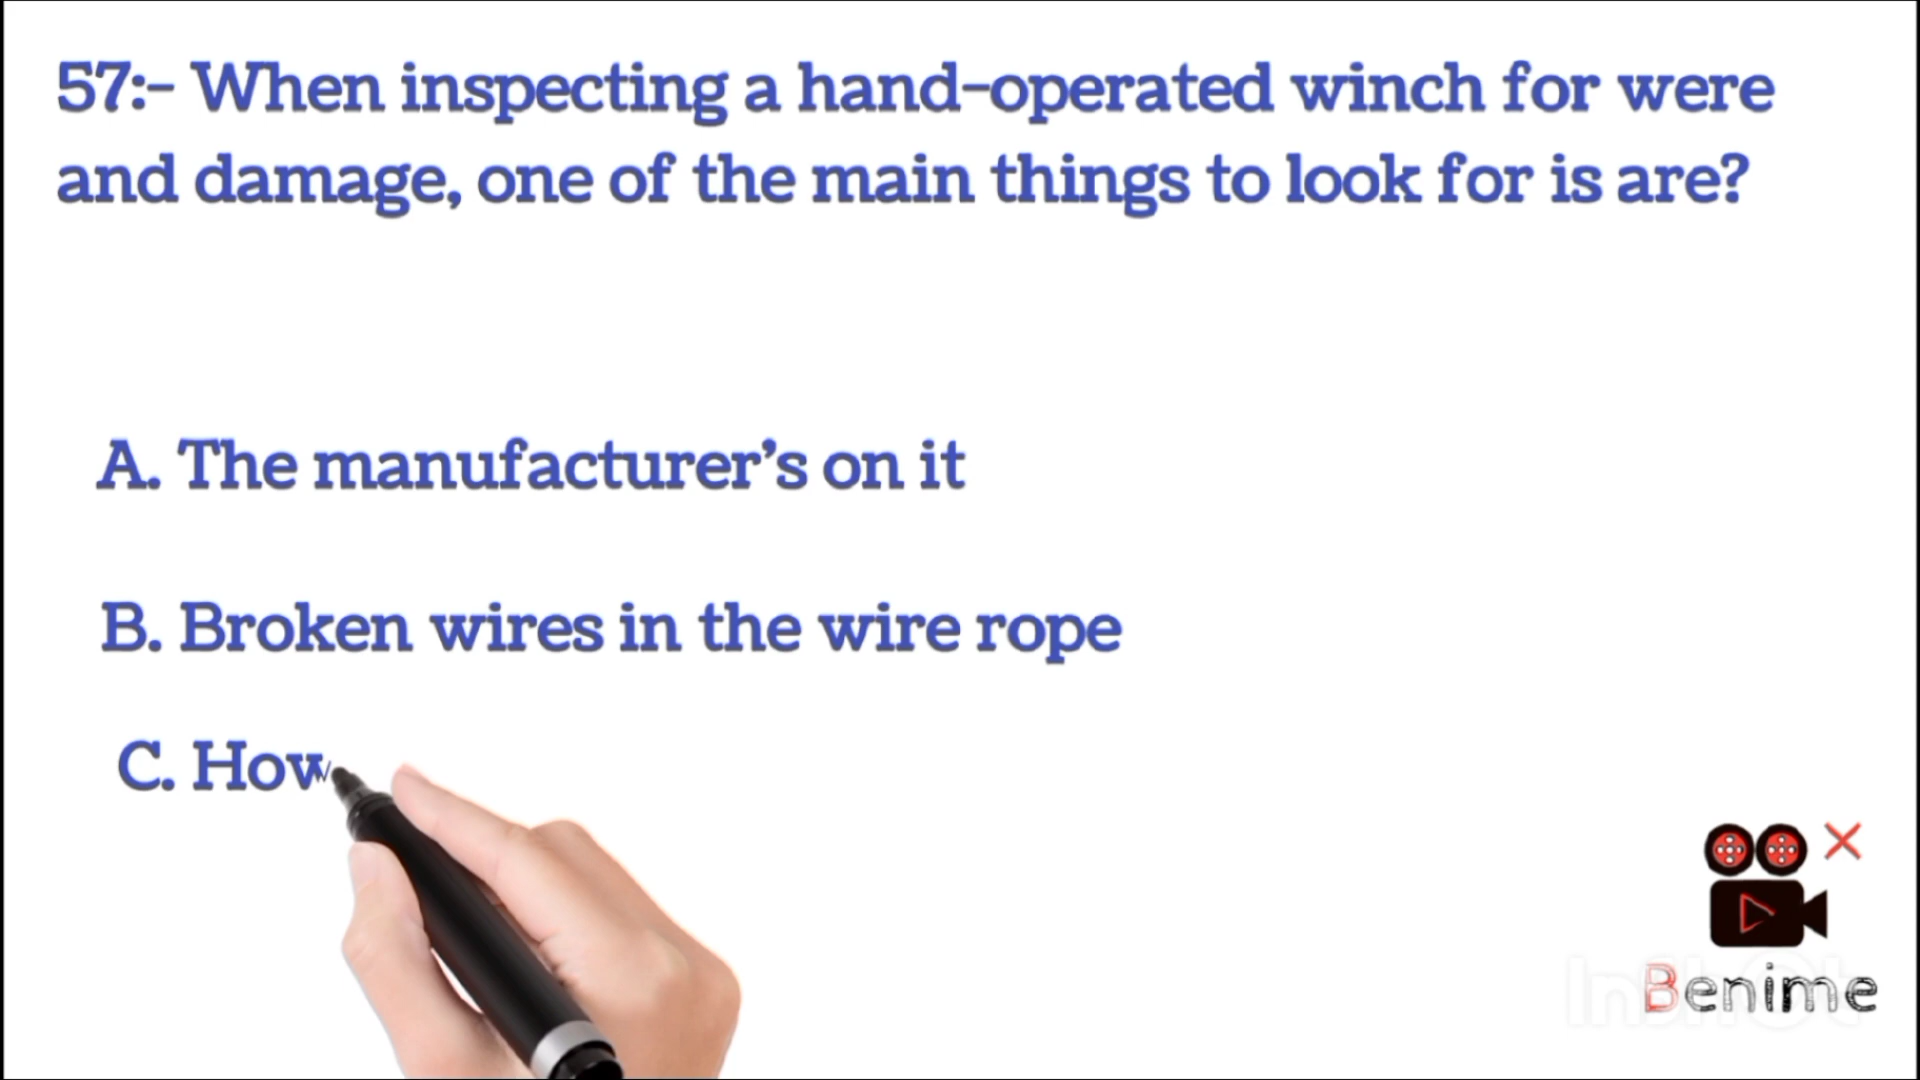 57:- When inspecting a hand-operated winch for were
and damage, one of the main things to look for is are?
A. The manufacturer's on it
B. Broken wires in the wire rope
C. How
InShot
Benime